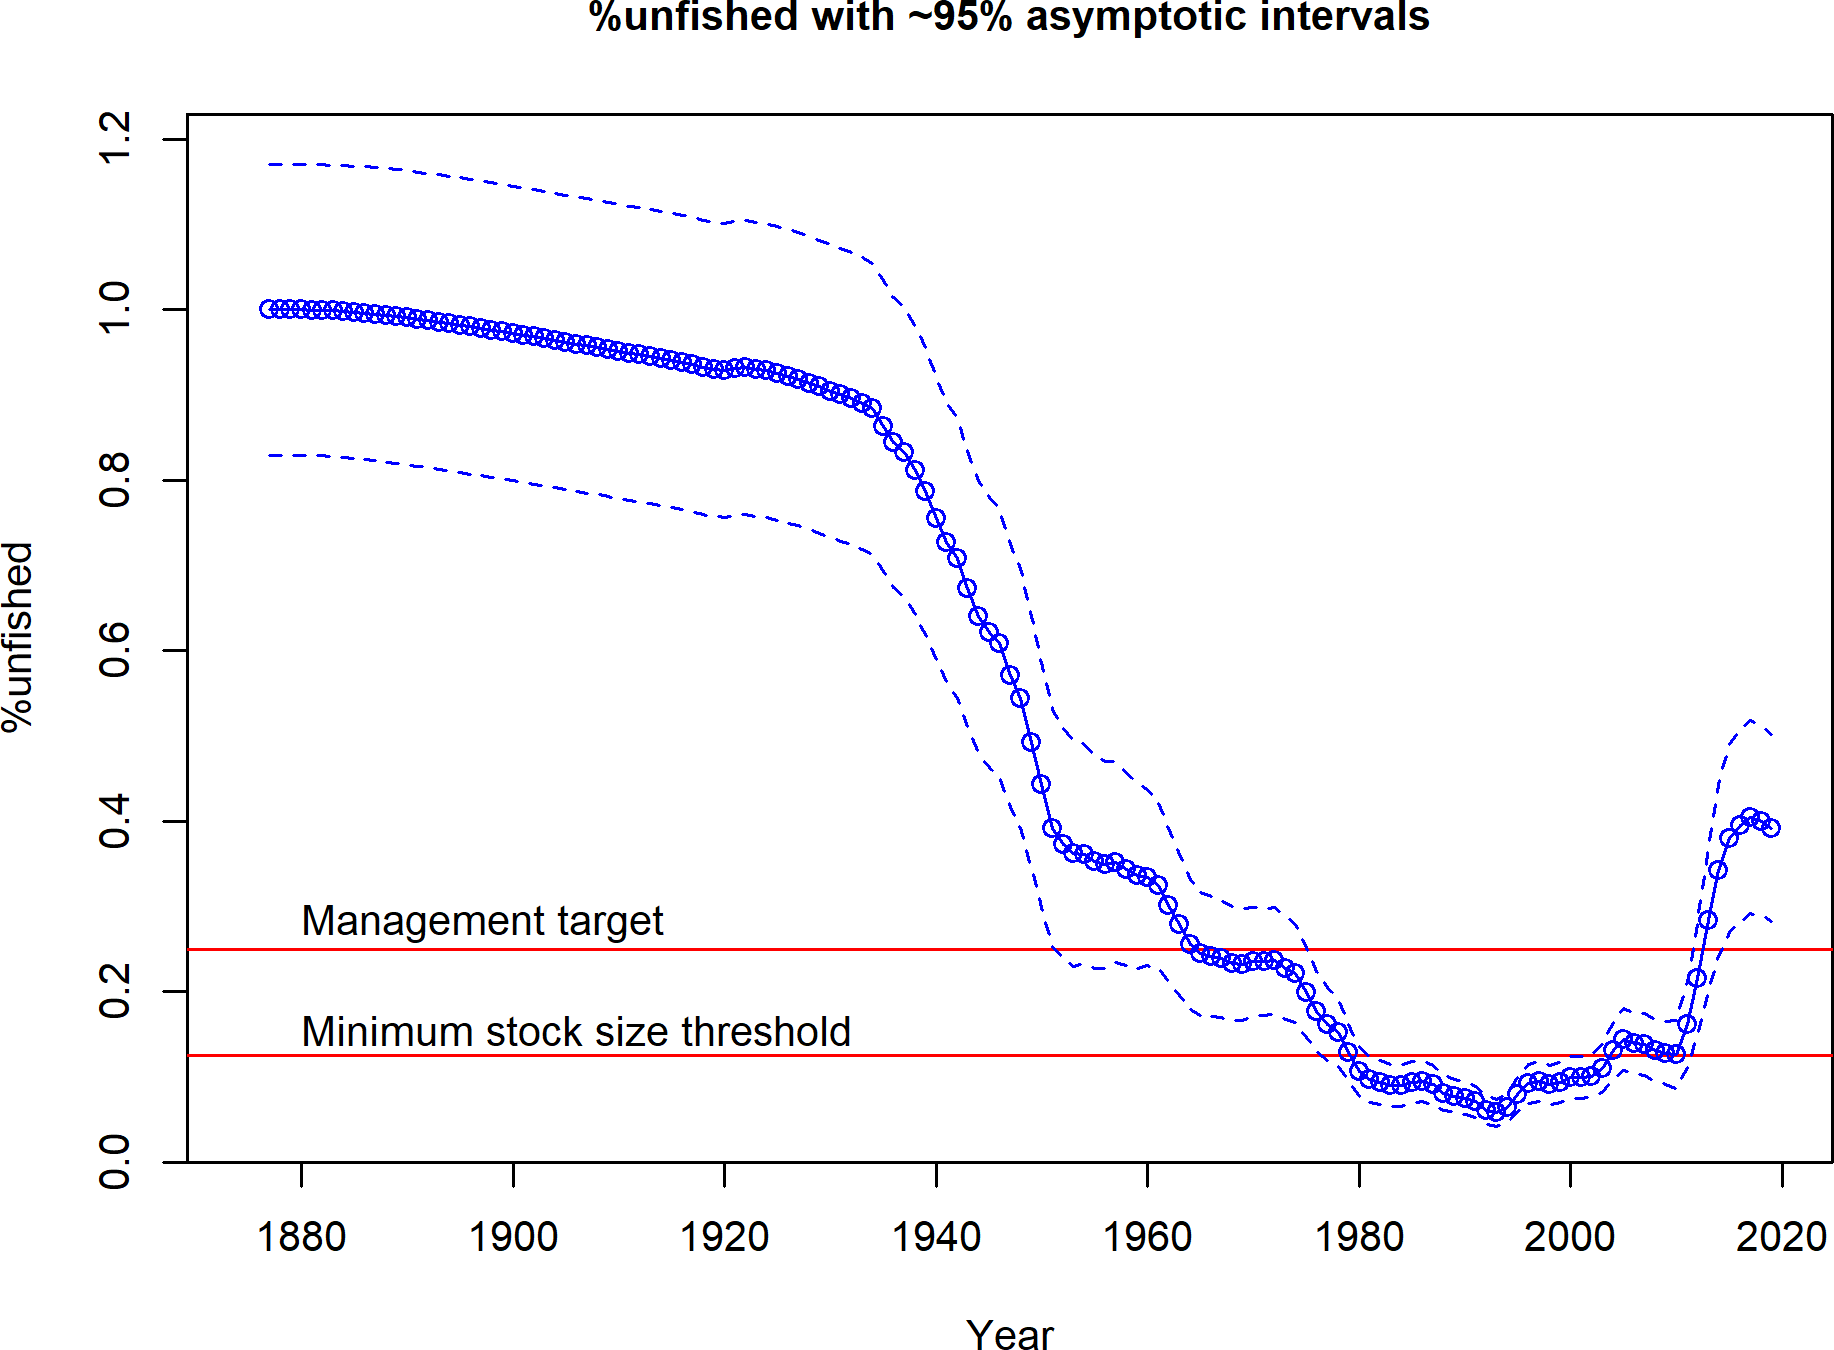 %unfished with ~95% asymptotic intervals
%unfished
1.2
1.0
0.8
0.6
0.4
0.2
0.0
Management target
Minimum stock size threshold
1880 1900 1920 1940 1960 1980 2000 2020
Year